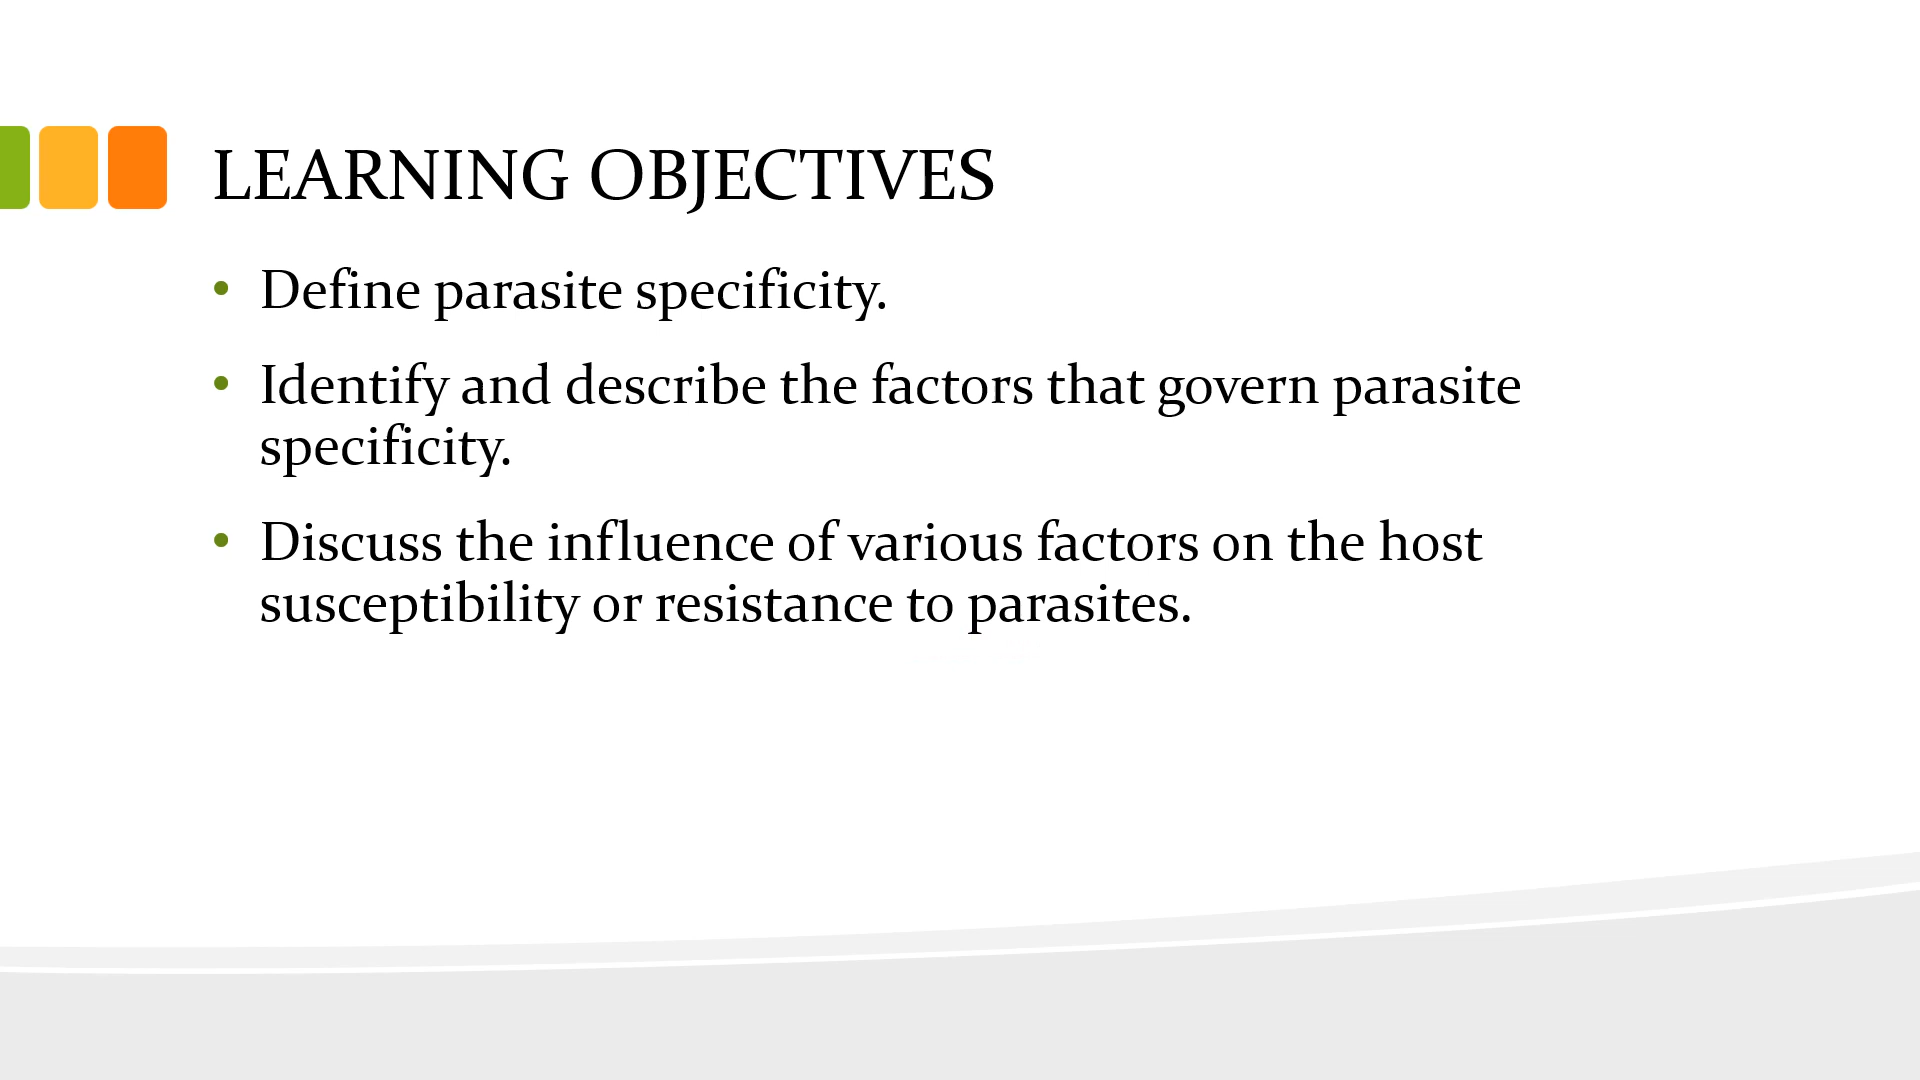 LEARNING OBJECTIVES
• Define parasite specificity.
• Identify and describe the factors that govern parasite
specificity.
• Discuss the influence of various factors on the host
susceptibility or resistance to parasites.